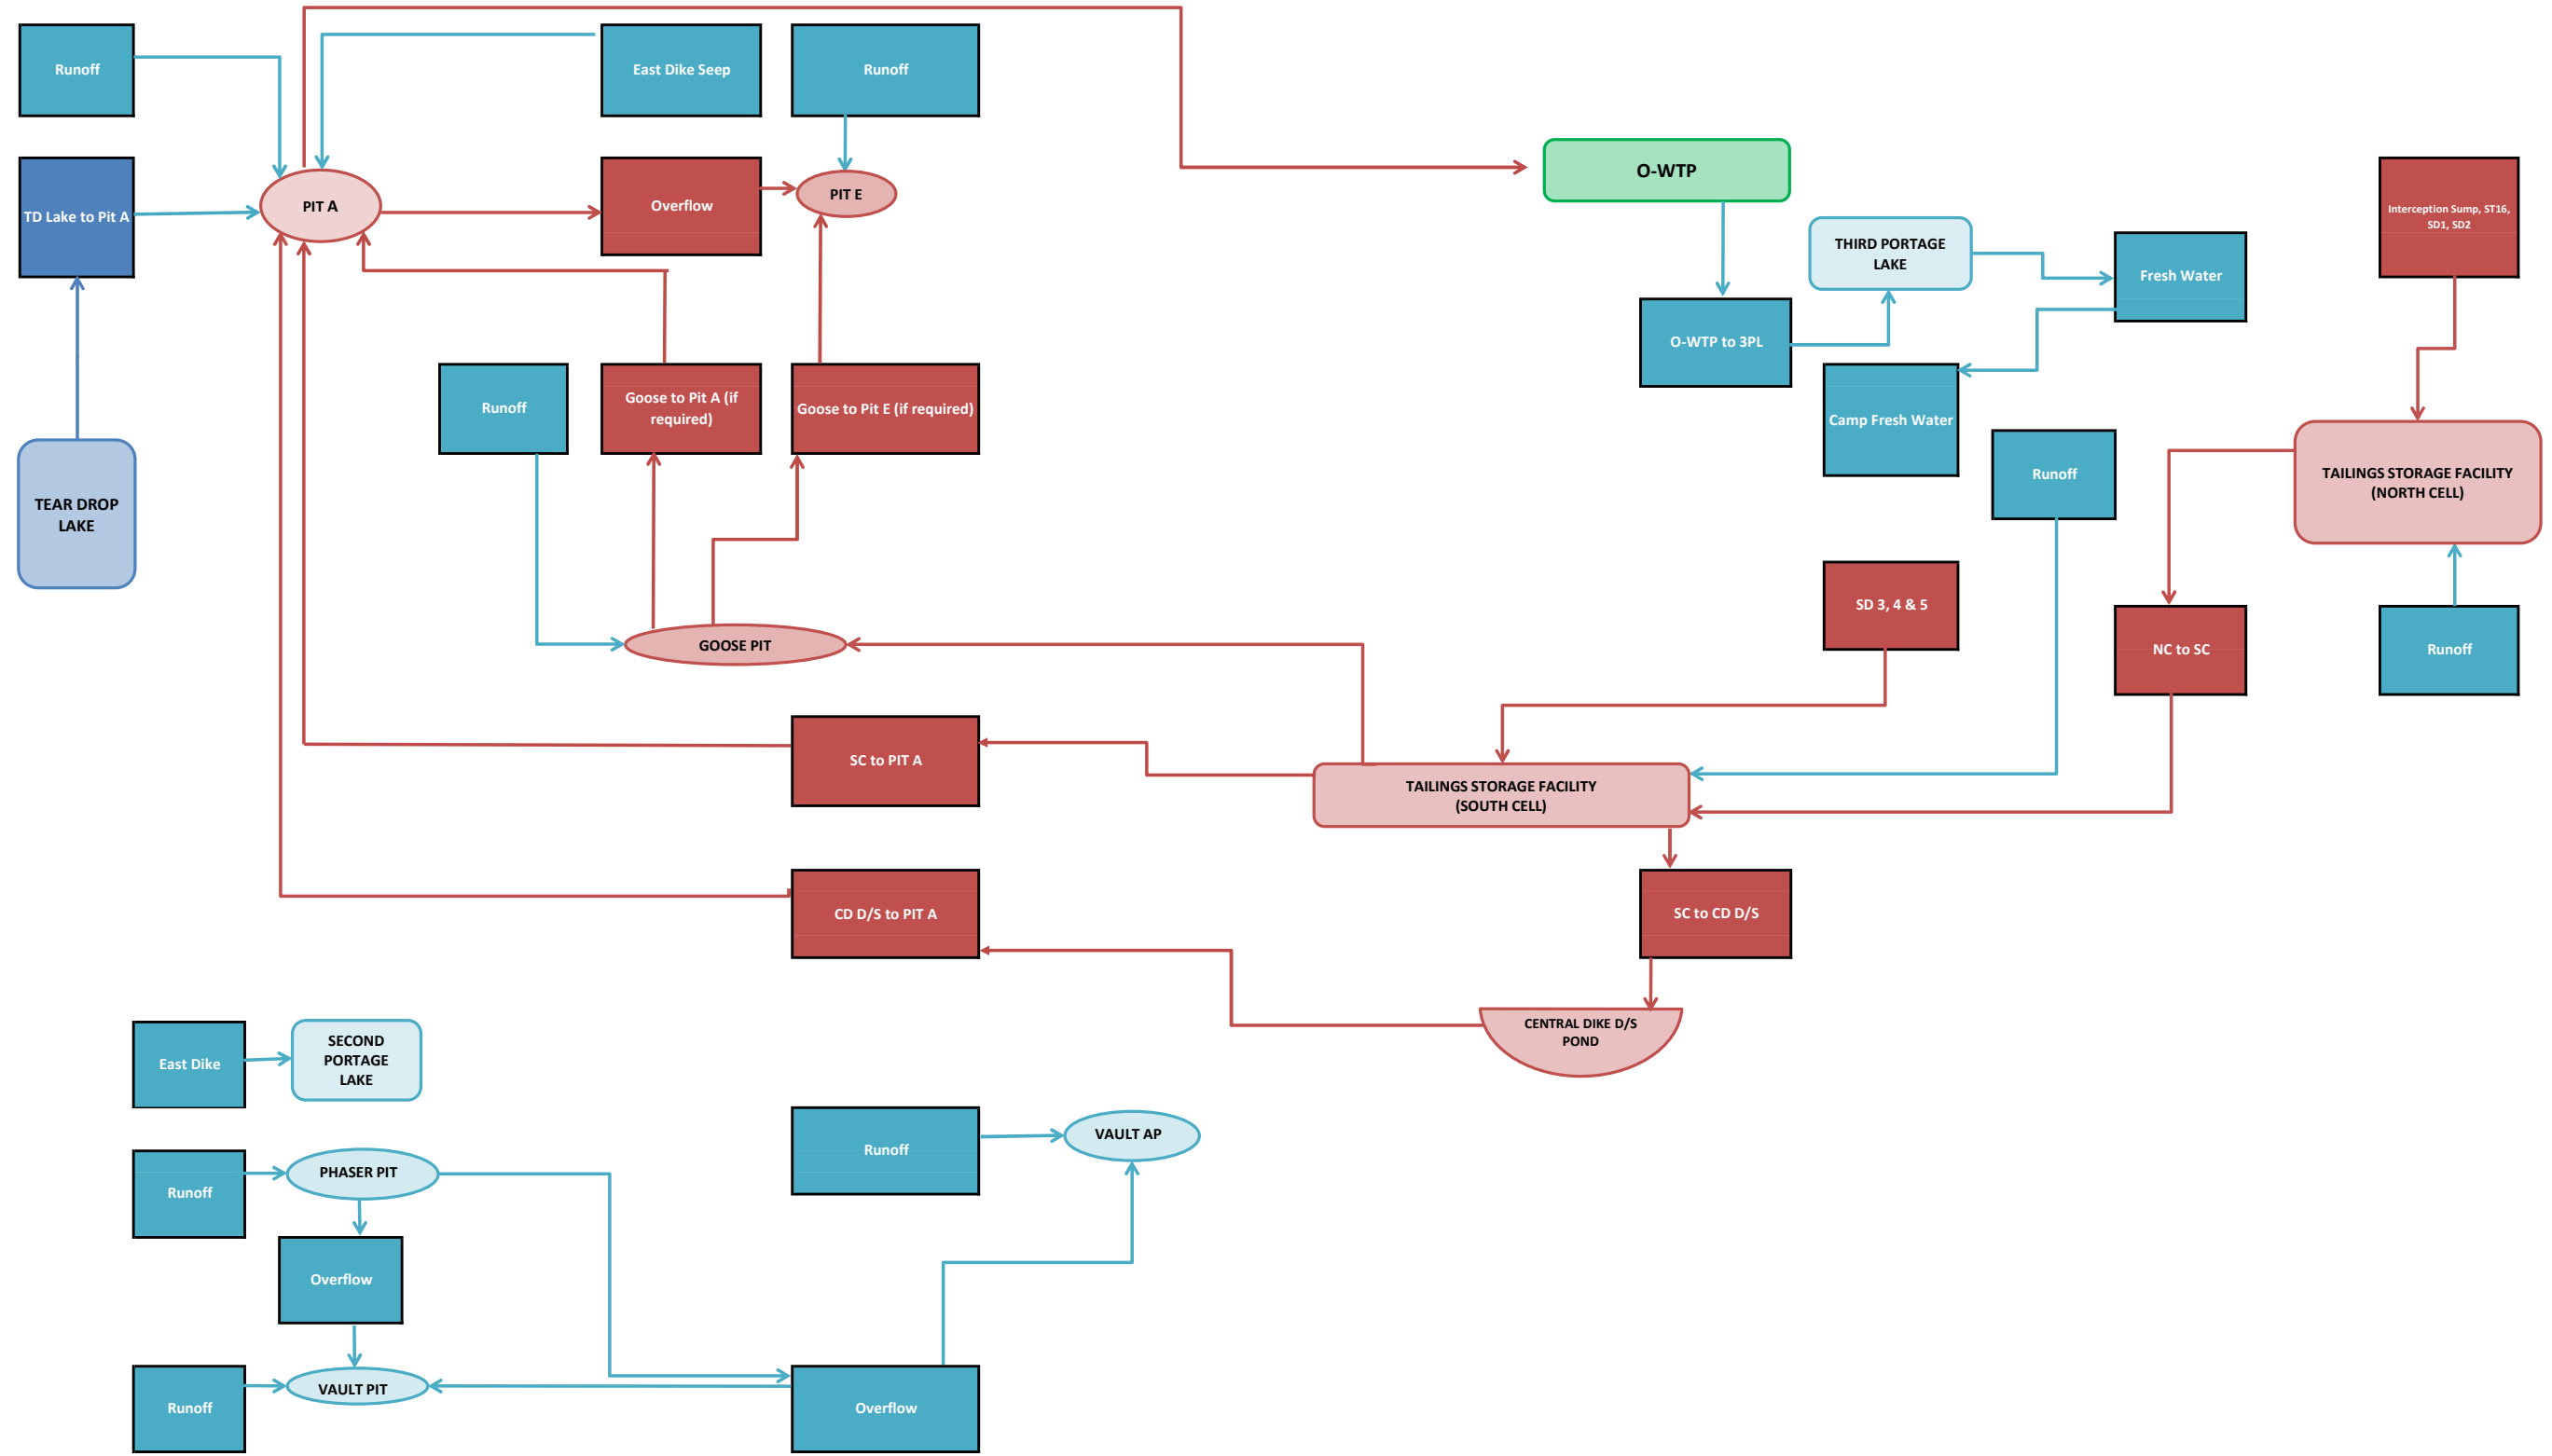 Runoff
East Dike Seep
Runoff
O-WTP
TD Lake to Pit A
PIT A
Overflow
PIT E
THIRD PORTAGE
LAKE
Fresh Water
Interception Sump, ST16,
SD1, SD2
O-WTP to 3PL
Runoff
Goose to Pit A (if
required)
Goose to Pit E (if required)
Camp Fresh Water
Runoff
TAILINGS STORAGE FACILITY
(NORTH CELL)
TEAR DROP
LAKE
SD 3, 4 & 5
GOOSE PIT
NC to SC
Runoff
SC to PIT A
TAILINGS STORAGE FACILITY
(SOUTH CELL)
CD D/S to PIT A
SC to CD D/S
CENTRAL DIKE D/S
POND
East Dike
SECOND
PORTAGE
LAKE
Runoff
VAULT AP
Runoff
PHASER PIT
Overflow
Runoff
VAULT PIT
Overflow